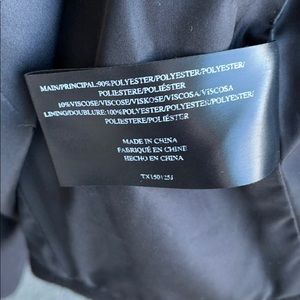 MAIN/PRINCIPAL:90%POLYESTER/POLYESTER/POLYESTER/
POLIESTERE/POLIÉSTER
10%VISCOSE/VISCOSE/VISKOSE/VISCOSA/VISCOSA
LINING/DOUBLURE:100%POLYESTER/POLYESTER/POLYESTER/
POLIESTERE/POLIÉSTER
MADE IN CHINA
FABRIQUÉ EN CHINE
HECHO EN CHINA